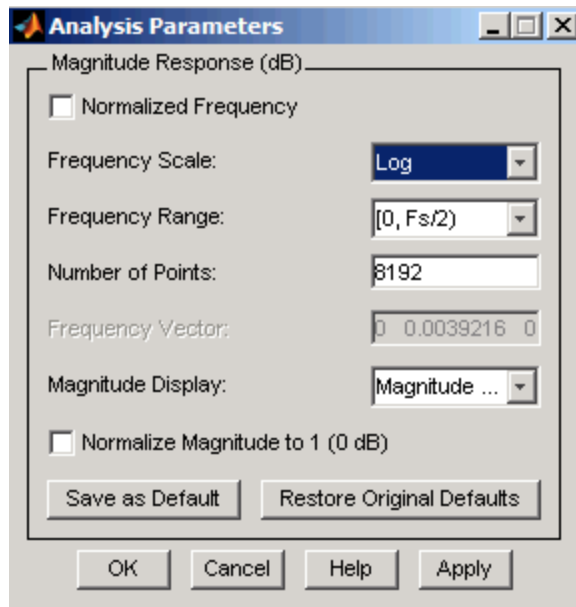 Analysis Parameters
Magnitude Response (dB)
Normalized Frequency
Frequency Scale: Log
Frequency Range: [0, Fs/2)
Number of Points: 8192
Frequency Vector: 0 0.0039216 0
Magnitude Display: Magnitude ...
Normalize Magnitude to 1 (0 dB)
Save as Default Restore Original Defaults
OK Cancel Help Apply